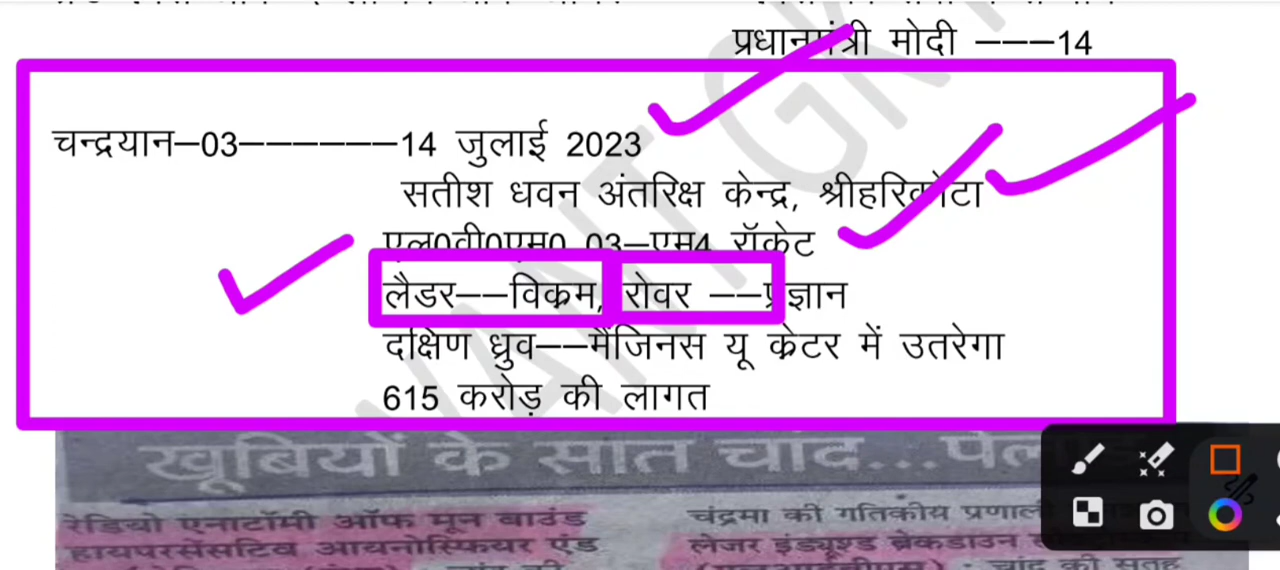 प्रधानमंत्री मोदी ---14
चन्द्रयान-03------14 जुलाई 2023
सतीश धवन अंतरिक्ष केन्द्र, श्रीहरिकोटा
एल0वी0एम0 03-एम4 रॉकेट
लैडर--विक्रम, रोवर --प्रज्ञान
दक्षिण ध्रुव--मैंजिनस यू क्रेटर में उतरेगा
615 करोड़ की लागत
खूबियों के सात चांद...पेल
रेडियो एनाटॉमी ऑफ मून बाउंड
हायपरसेंसटिव आयनोस्फियर एंड
चंद्रमा की गतिकीय प्रणाली
लेजर इंड्यूश्ड ब्रेकडाउन
चांद की सतह